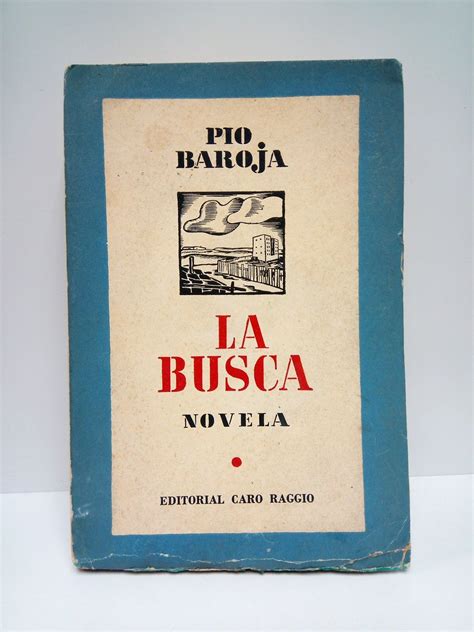 PIO
BAROJA
LA
BUSCA
NOVELA
EDITORIAL CARO RAGGIO